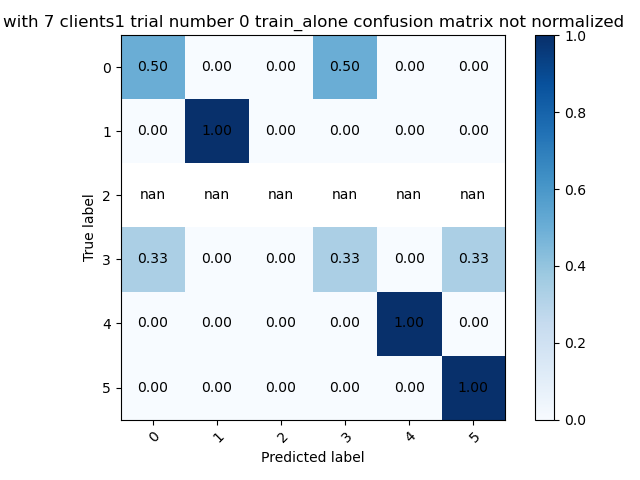 with 7 clients1 trial number 0 train_alone confusion matrix not normalized
0 0.50 0.00 0.00 0.50 0.00 0.00
1 0.00 1.00 0.00 0.00 0.00 0.00
2 nan nan nan nan nan nan
3 0.33 0.00 0.00 0.33 0.00 0.33
4 0.00 0.00 0.00 0.00 1.00 0.00
5 0.00 0.00 0.00 0.00 0.00 1.00
True label
0 1 2 3 4 5
Predicted label
1.0
0.8
0.6
0.4
0.2
0.0